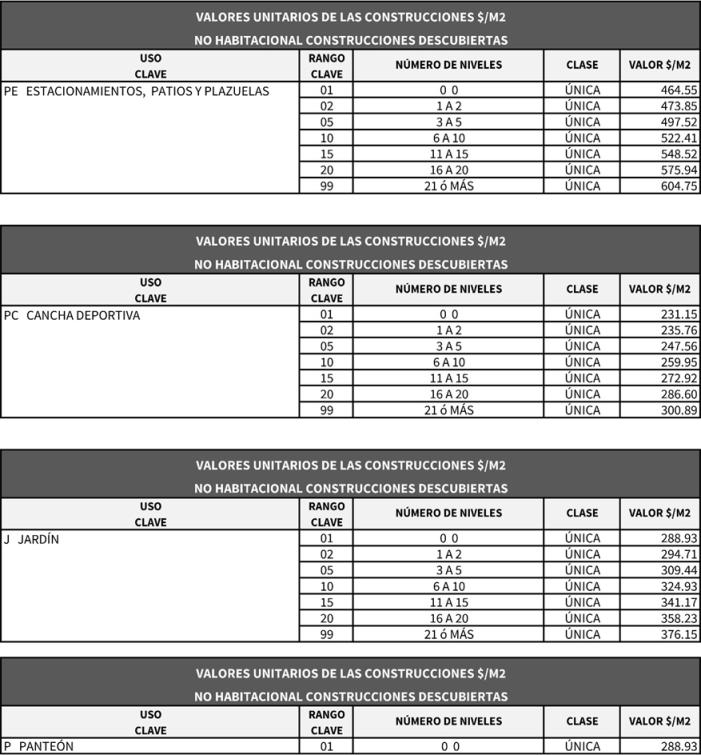 VALORES UNITARIOS DE LAS CONSTRUCCIONES $/M2
NO HABITACIONAL CONSTRUCCIONES DESCUBIERTAS
USO CLAVE RANGO CLAVE NÚMERO DE NIVELES CLASE VALOR $/M2
PE ESTACIONAMIENTOS, PATIOS Y PLAZUELAS 01 0 0 ÚNICA 464.55
02 1 A 2 ÚNICA 473.85
05 3 A 5 ÚNICA 497.52
10 6 A 10 ÚNICA 522.41
15 11 A 15 ÚNICA 548.52
20 16 A 20 ÚNICA 575.94
99 21 ó MÁS ÚNICA 604.75
VALORES UNITARIOS DE LAS CONSTRUCCIONES $/M2
NO HABITACIONAL CONSTRUCCIONES DESCUBIERTAS
USO CLAVE RANGO CLAVE NÚMERO DE NIVELES CLASE VALOR $/M2
PC CANCHA DEPORTIVA 01 0 0 ÚNICA 231.15
02 1 A 2 ÚNICA 235.76
05 3 A 5 ÚNICA 247.56
10 6 A 10 ÚNICA 259.95
15 11 A 15 ÚNICA 272.92
20 16 A 20 ÚNICA 286.60
99 21 ó MÁS ÚNICA 300.89
VALORES UNITARIOS DE LAS CONSTRUCCIONES $/M2
NO HABITACIONAL CONSTRUCCIONES DESCUBIERTAS
USO CLAVE RANGO CLAVE NÚMERO DE NIVELES CLASE VALOR $/M2
J JARDÍN 01 0 0 ÚNICA 288.93
02 1 A 2 ÚNICA 294.71
05 3 A 5 ÚNICA 309.44
10 6 A 10 ÚNICA 324.93
15 11 A 15 ÚNICA 341.17
20 16 A 20 ÚNICA 358.23
99 21 ó MÁS ÚNICA 376.15
VALORES UNITARIOS DE LAS CONSTRUCCIONES $/M2
NO HABITACIONAL CONSTRUCCIONES DESCUBIERTAS
USO CLAVE RANGO CLAVE NÚMERO DE NIVELES CLASE VALOR $/M2
P PANTEÓN 01 0 0 ÚNICA 288.93